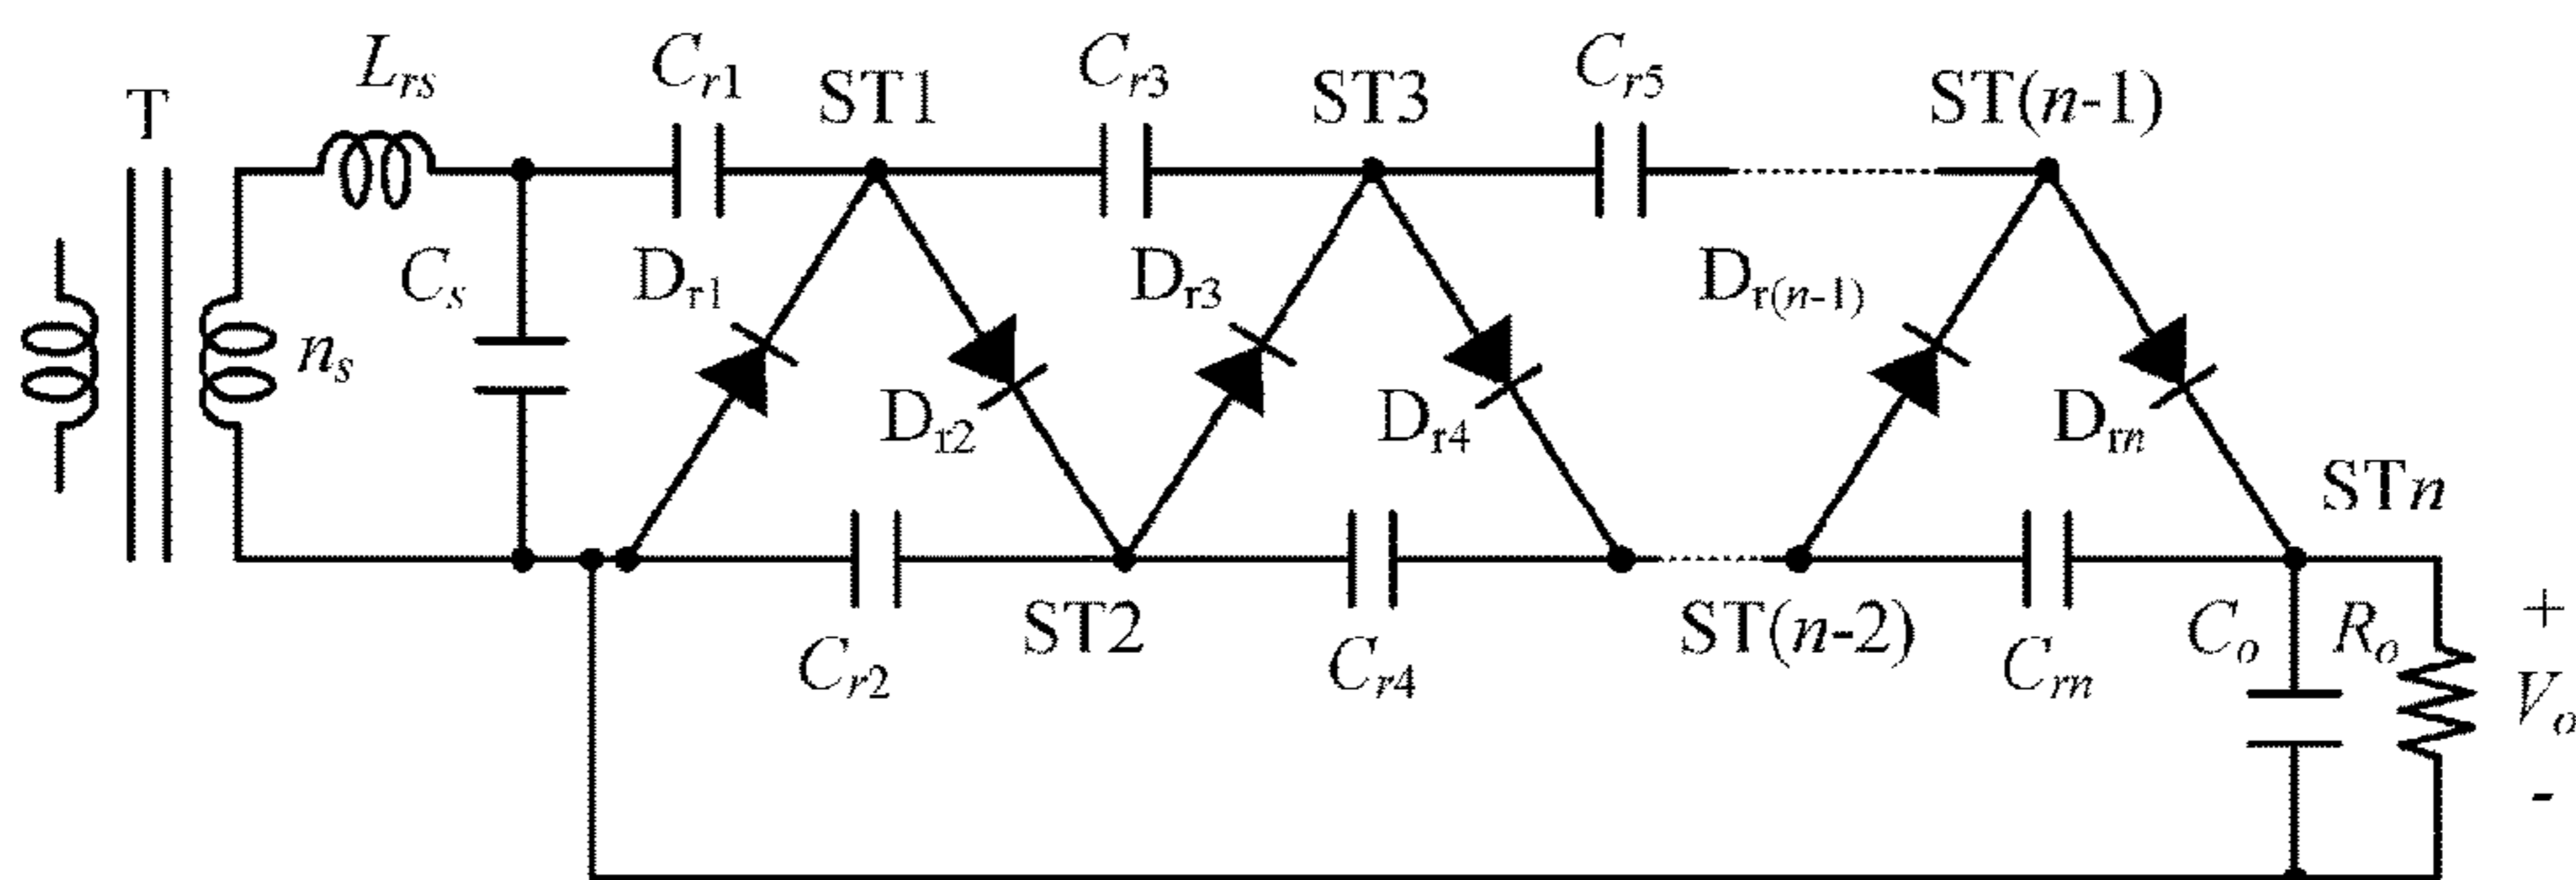 T
L_rs
C_r1
ST1
C_r3
ST3
C_r5
ST(n-1)
n_s
C_s
D_r1
D_r2
D_r3
D_r4
D_r(n-1)
D_rn
STn
C_r2
ST2
C_r4
ST(n-2)
C_rn
C_o
R_o
+
V_o
-